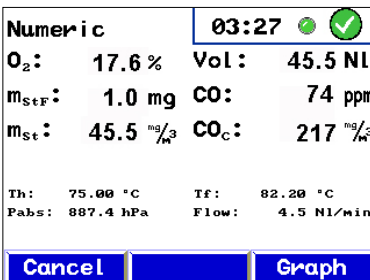 Numeric 03:27
O₂: 17.6 % Vol: 45.5 Nl
mStF: 1.0 mg CO: 74 ppm
mSt: 45.5 mg/m³ COc: 217 mg/m³
Th: 75.00 °C Tf: 82.20 °C
Pabs: 887.4 hPa Flow: 4.5 Nl/min
Cancel Graph